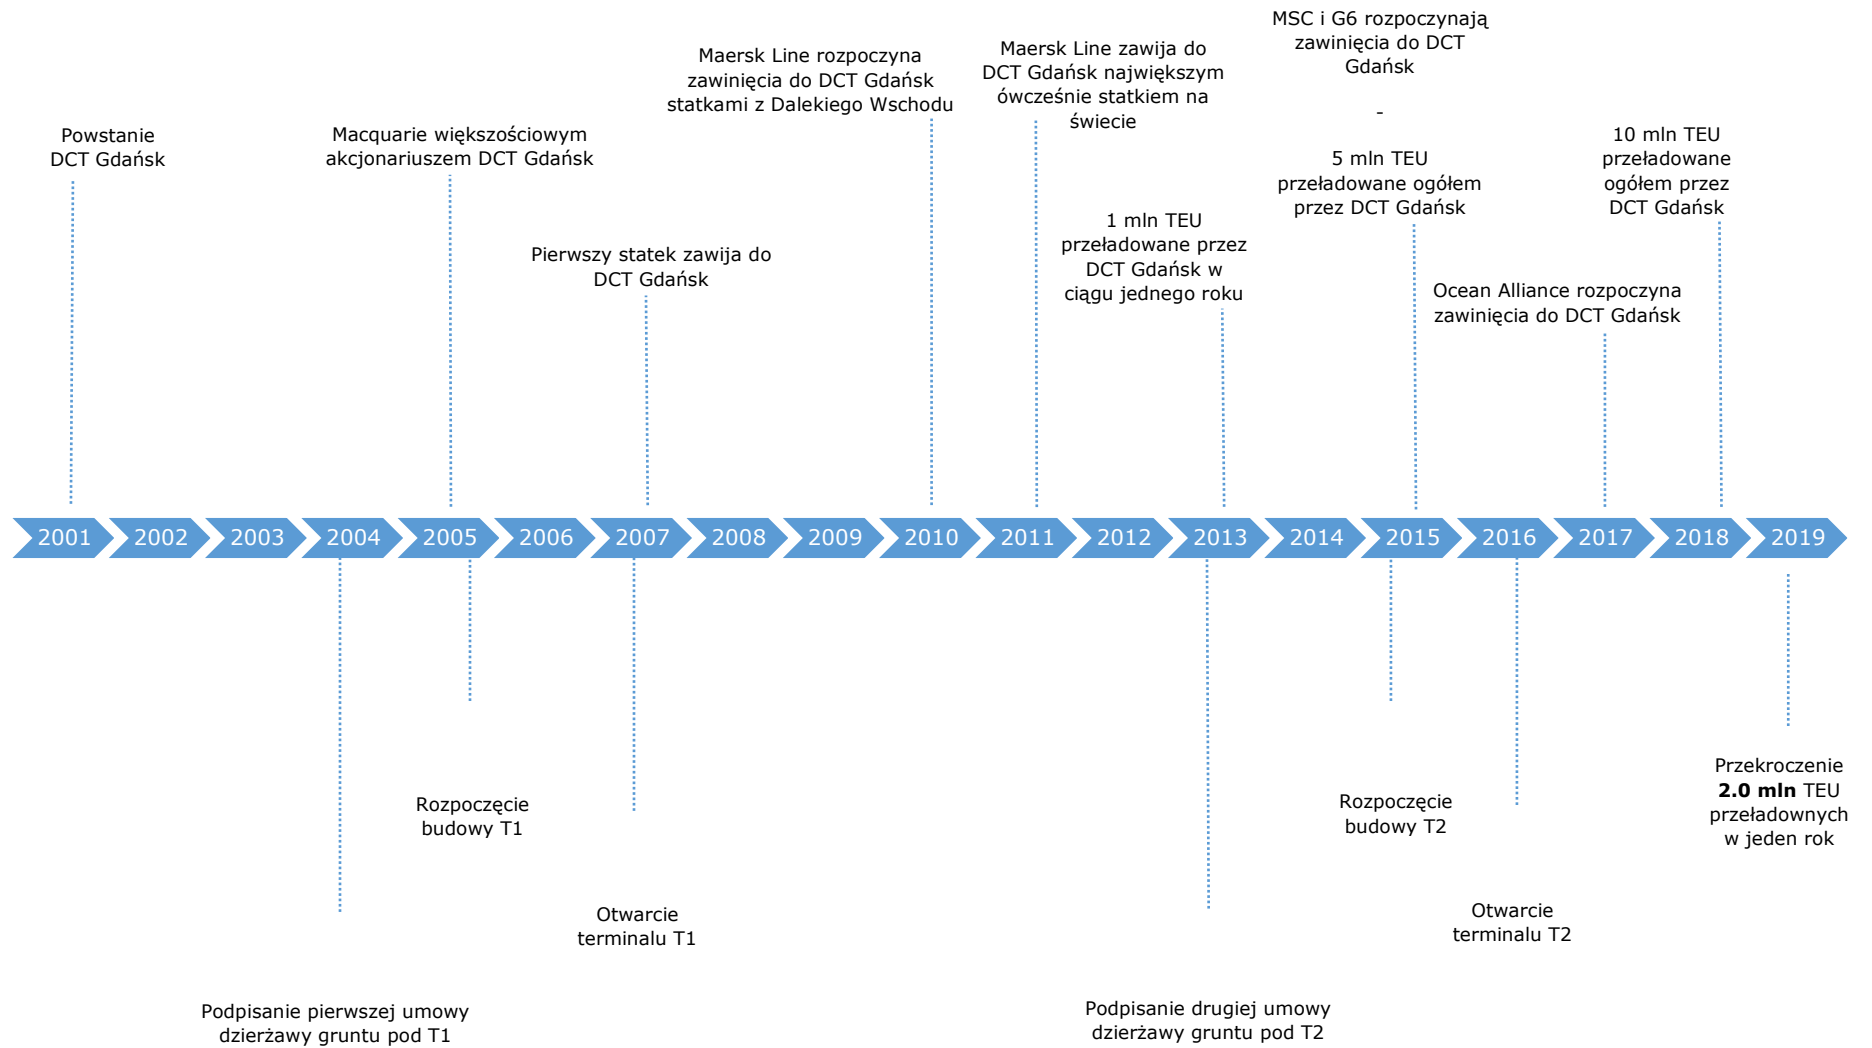 MSC i G6 rozpoczynają
zawinięcia do DCT
Gdańsk
-
5 mln TEU
przeładowane ogółem
przez DCT Gdańsk
Maersk Line rozpoczyna
zawinięcia do DCT Gdańsk
statkami z Dalekiego Wschodu
Maersk Line zawija do
DCT Gdańsk największym
ówcześnie statkiem na
świecie
Powstanie
DCT Gdańsk
Macquarie większościowym
akcjonariuszem DCT Gdańsk
10 mln TEU
przeładowane
ogółem przez
DCT Gdańsk
1 mln TEU
przeładowane przez
DCT Gdańsk w
ciągu jednego roku
Pierwszy statek zawija do
DCT Gdańsk
Ocean Alliance rozpoczyna
zawinięcia do DCT Gdańsk
2001 2002 2003 2004 2005 2006 2007 2008 2009 2010 2011 2012 2013 2014 2015 2016 2017 2018 2019
Rozpoczęcie
budowy T1
Rozpoczęcie
budowy T2
Przekroczenie
2.0 mln TEU
przeładownych
w jeden rok
Otwarcie
terminalu T1
Otwarcie
terminalu T2
Podpisanie pierwszej umowy
dzierżawy gruntu pod T1
Podpisanie drugiej umowy
dzierżawy gruntu pod T2